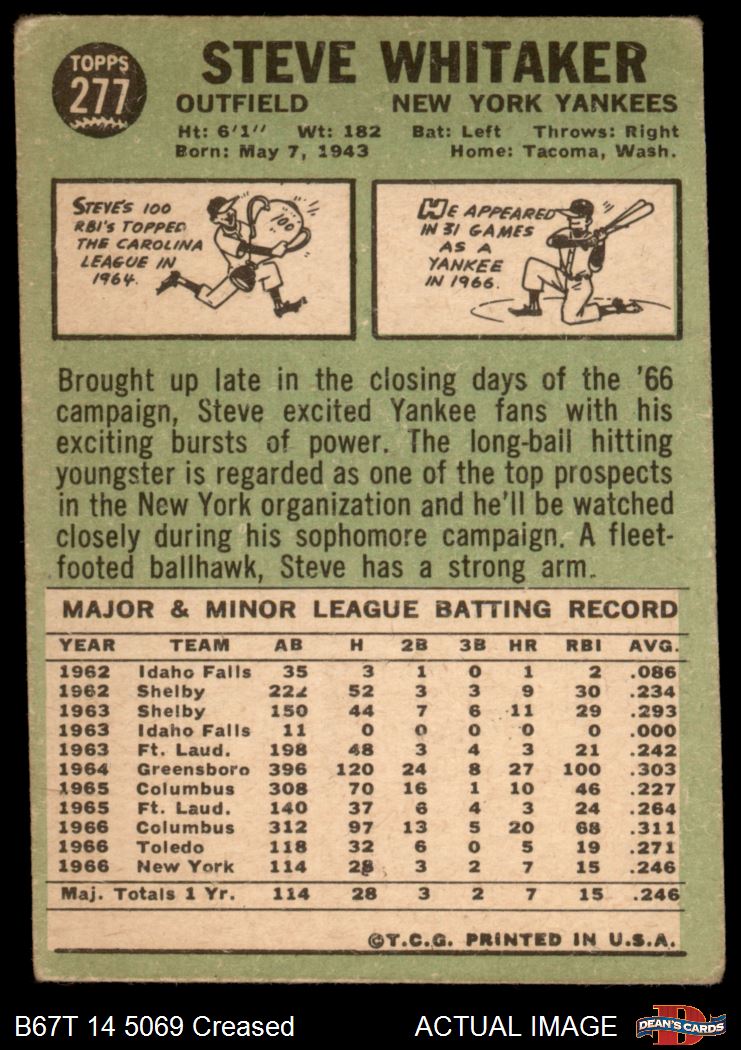 TOPPS
277
STEVE WHITAKER
OUTFIELD NEW YORK YANKEES
Ht: 6'1'' Wt: 182 Bat: Left Throws: Right
Born: May 7, 1943 Home: Tacoma, Wash.
STEVE'S 100
RBI'S TOPPED
THE CAROLINA
LEAGUE IN
1964.
100
HE APPEARED
IN 31 GAMES
AS A
YANKEE
IN 1966.
Brought up late in the closing days of the '66
campaign, Steve excited Yankee fans with his
exciting bursts of power. The long-ball hitting
youngster is regarded as one of the top prospects
in the New York organization and he'll be watched
closely during his sophomore campaign. A fleet-
footed ballhawk, Steve has a strong arm.
MAJOR & MINOR LEAGUE BATTING RECORD
YEAR TEAM AB H 2B 3B HR RBI AVG.
1962 Idaho Falls 35 3 1 0 1 2 .086
1962 Shelby 222 52 3 3 9 30 .234
1963 Shelby 150 44 7 6 11 29 .293
1963 Idaho Falls 11 0 0 0 0 0 .000
1963 Ft. Laud. 198 48 3 4 3 21 .242
1964 Greensboro 396 120 24 8 27 100 .303
1965 Columbus 308 70 16 1 10 46 .227
1965 Ft. Laud. 140 37 6 4 3 24 .264
1966 Columbus 312 97 13 5 20 68 .311
1966 Toledo 118 32 6 0 5 19 .271
1966 New York 114 28 3 2 7 15 .246
Maj. Totals 1 Yr. 114 28 3 2 7 15 .246
©T.C.G. PRINTED IN U.S.A.
B67T 14 5069 Creased ACTUAL IMAGE
D
DEAN'S CARDS